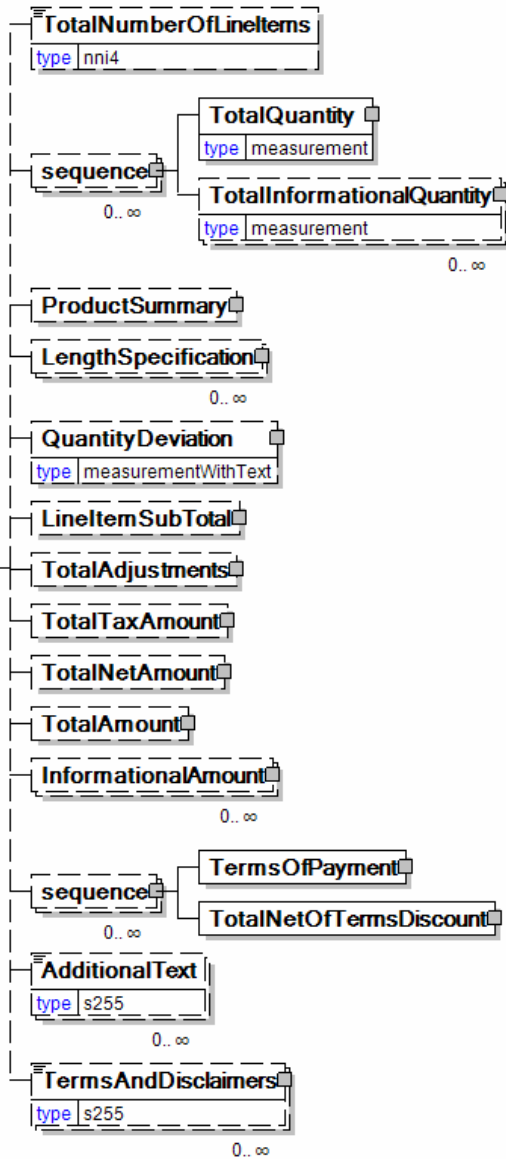 TotalNumberOfLineItems
type nni4
TotalQuantity
type measurement
sequence
0.. ∞
TotalInformationalQuantity
type measurement
0.. ∞
ProductSummary
LengthSpecification
0.. ∞
QuantityDeviation
type measurementWithText
LineItemSubTotal
TotalAdjustments
TotalTaxAmount
TotalNetAmount
TotalAmount
InformationalAmount
0.. ∞
TermsOfPayment
sequence
0.. ∞
TotalNetOfTermsDiscount
AdditionalText
type s255
0.. ∞
TermsAndDisclaimers
type s255
0.. ∞